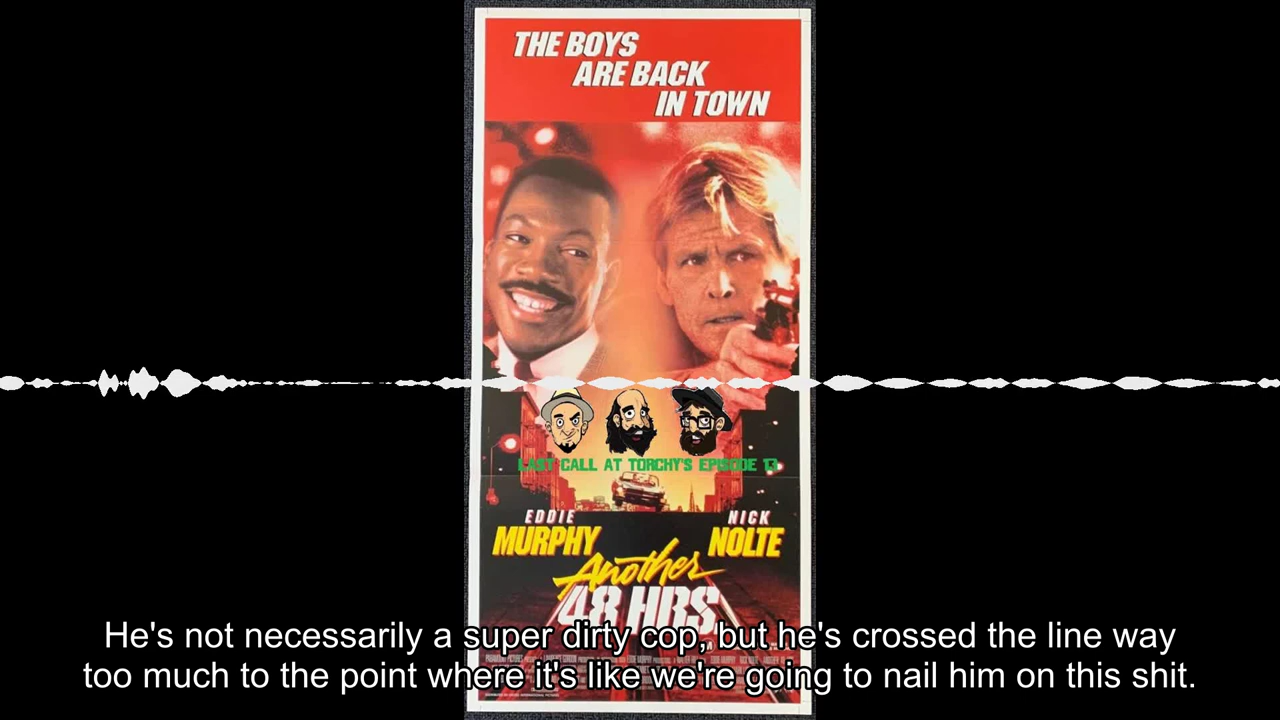 THE BOYS
ARE BACK
IN TOWN
LAST CALL AT TORCHY'S EPISODE 13
EDDIE NICK
MURPHY NOLTE
Another
48 HRS
He's not necessarily a super dirty cop, but he's crossed the line way
too much to the point where it's like we're going to nail him on this shit.